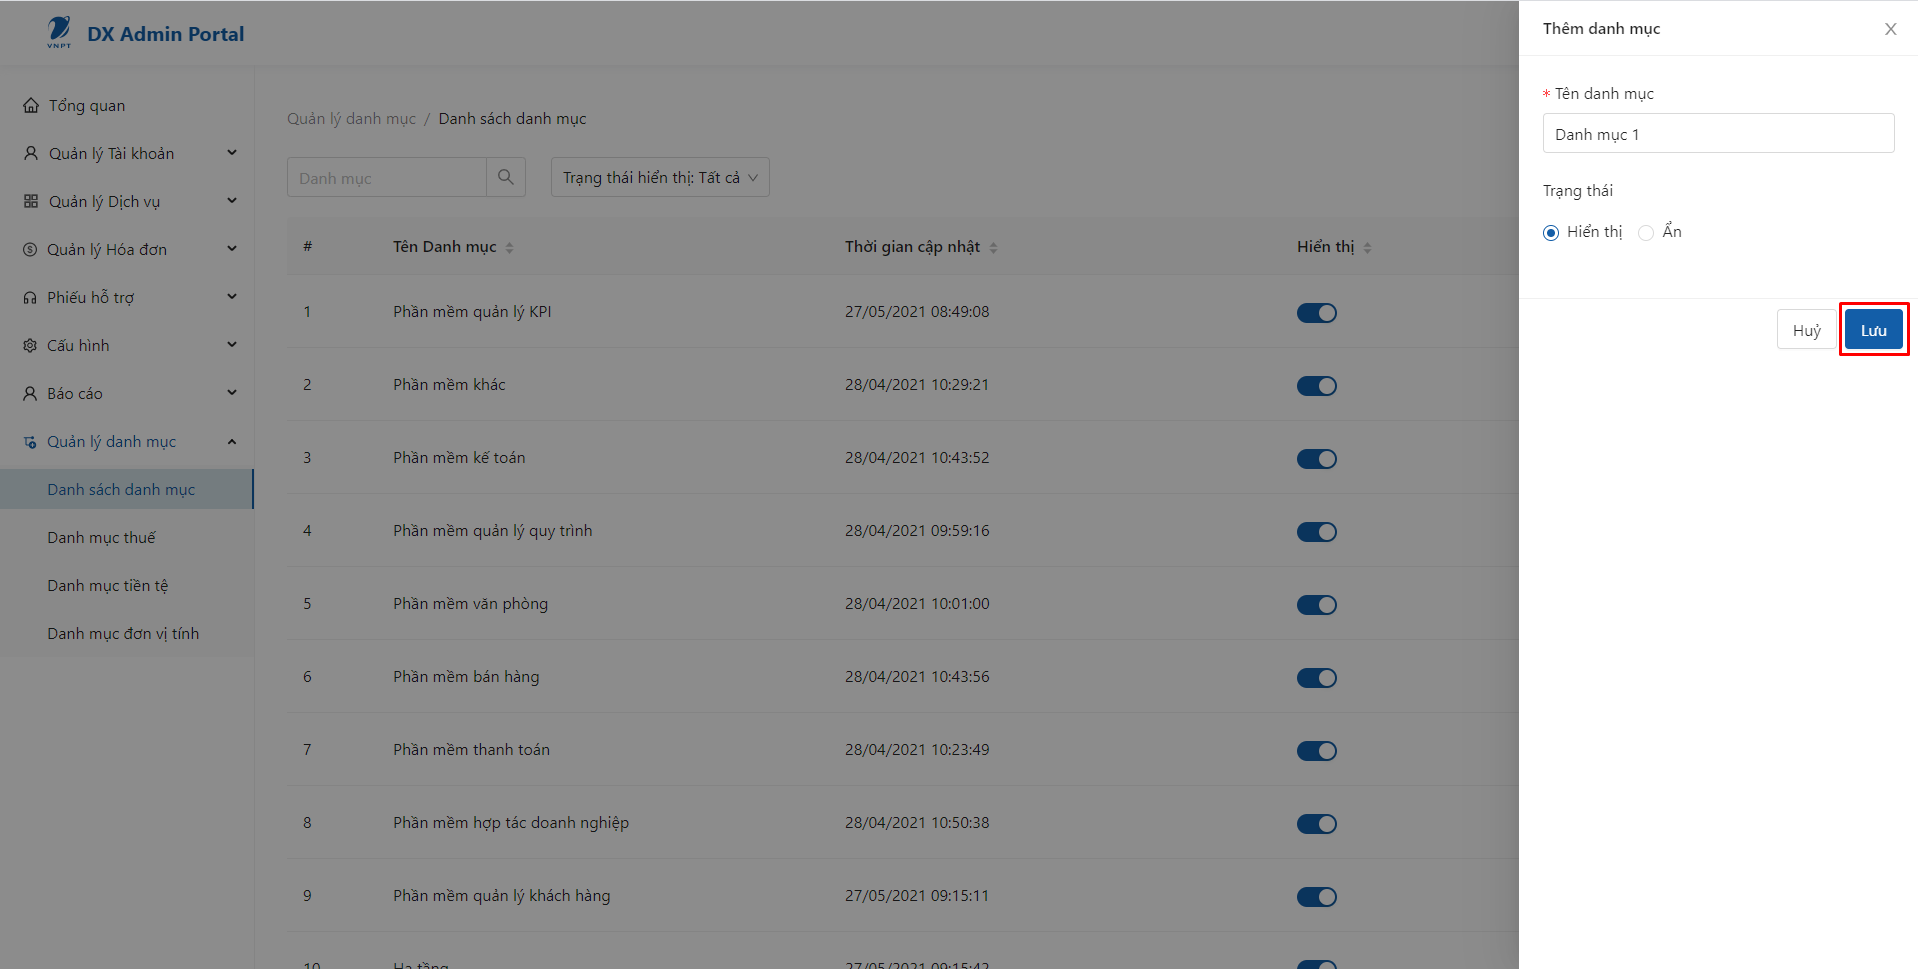 VNPT
DX Admin Portal
Tổng quan
Quản lý Tài khoản
Quản lý Dịch vụ
Quản lý Hóa đơn
Phiếu hỗ trợ
Cấu hình
Báo cáo
Quản lý danh mục
Danh sách danh mục
Danh mục thuế
Danh mục tiền tệ
Danh mục đơn vị tính
Quản lý danh mục / Danh sách danh mục
Danh mục
Trạng thái hiển thị: Tất cả
# Tên Danh mục Thời gian cập nhật Hiển thị
1 Phần mềm quản lý KPI 27/05/2021 08:49:08
2 Phần mềm khác 28/04/2021 10:29:21
3 Phần mềm kế toán 28/04/2021 10:43:52
4 Phần mềm quản lý quy trình 28/04/2021 09:59:16
5 Phần mềm văn phòng 28/04/2021 10:01:00
6 Phần mềm bán hàng 28/04/2021 10:43:56
7 Phần mềm thanh toán 28/04/2021 10:23:49
8 Phần mềm hợp tác doanh nghiệp 28/04/2021 10:50:38
9 Phần mềm quản lý khách hàng 27/05/2021 09:15:11
10 Hạ tầng 27/05/2021 09:15:42
Thêm danh mục
* Tên danh mục
Danh mục 1
Trạng thái
Hiển thị Ẩn
Huỷ Lưu